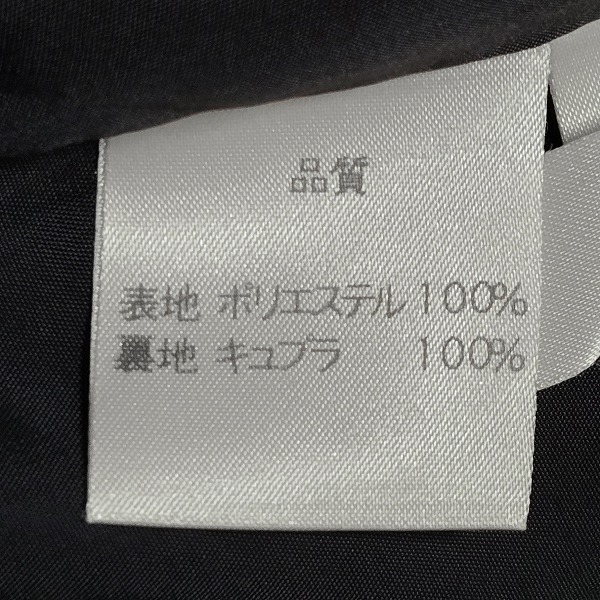 品質
表地 ポリエステル 100%
裏地 キュプラ 100%